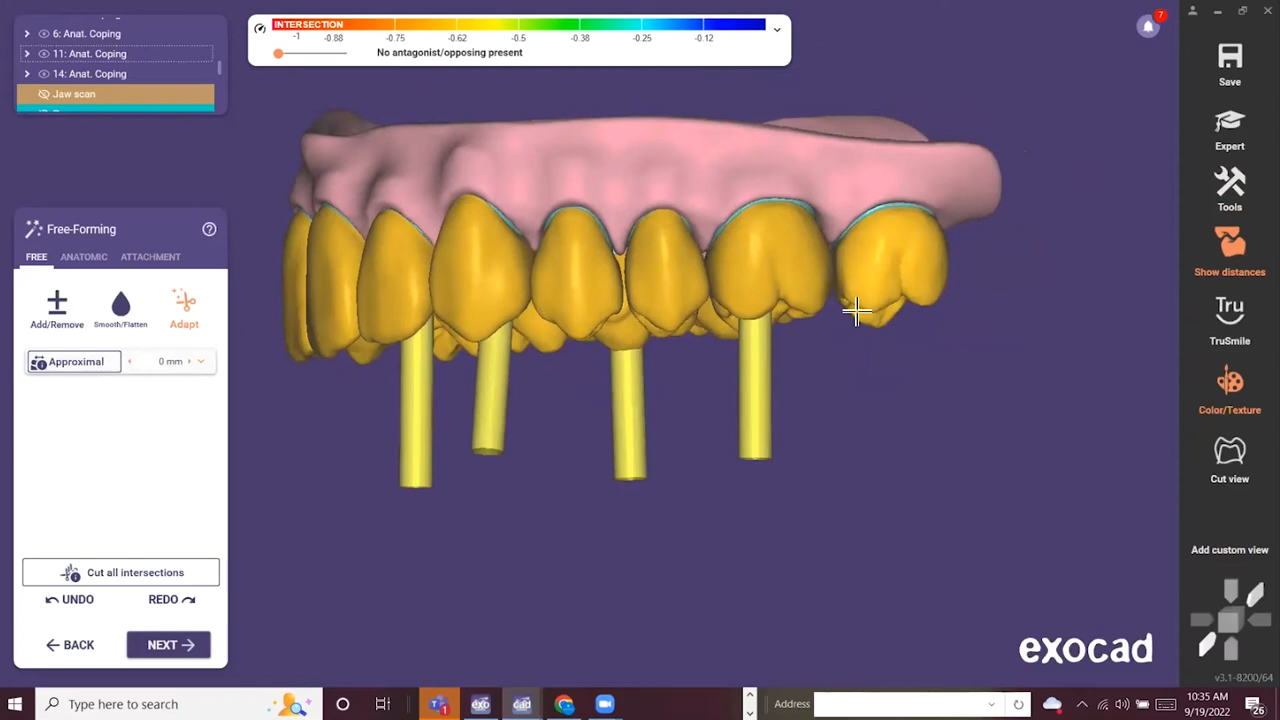 6: Anat. Coping
11: Anat. Coping
14: Anat. Coping
Jaw scan
INTERSECTION
-1 -0.88 -0.75 -0.62 -0.5 -0.38 -0.25 -0.12
No antagonist/opposing present
7
Free-Forming
FREE ANATOMIC ATTACHMENT
Add/Remove Smooth/Flatten Adapt
Approximal 0 mm
Cut all intersections
UNDO REDO
BACK NEXT
Save
Expert
Tools
Show distances
Tru
TruSmile
Color/Texture
Cut view
Add custom view
exocad
v3.1-8200/64
Type here to search
exo
cad
Address
10:35 AM
9/19/2022
26